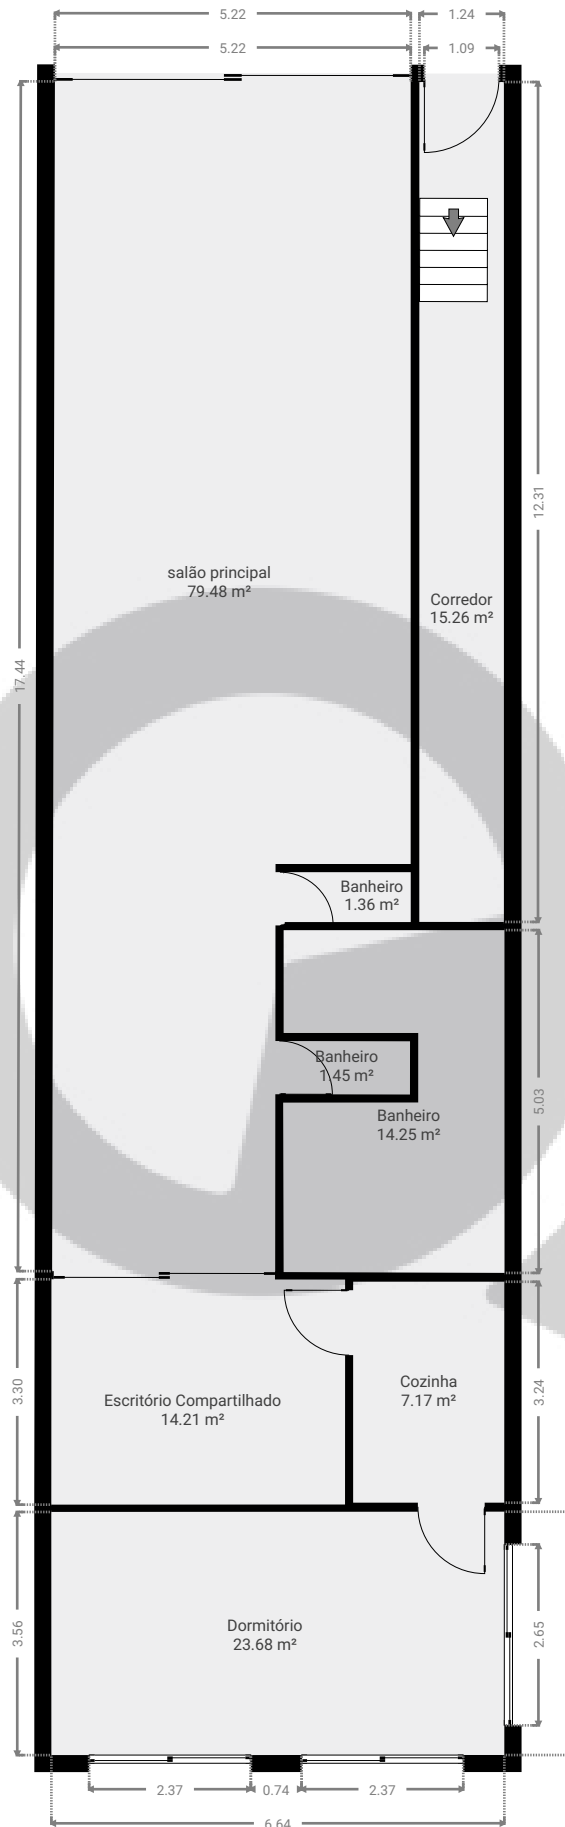 5.22
1.24
5.22
1.09
12.31
salão principal
79.48 m²
Corredor
15.26 m²
17.44
Banheiro
1.36 m²
Banheiro
1.45 m²
5.03
Banheiro
14.25 m²
3.30
Escritório Compartilhado
14.21 m²
Cozinha
7.17 m²
3.24
3.56
Dormitório
23.68 m²
2.65
2.37
0.74
2.37
6.64